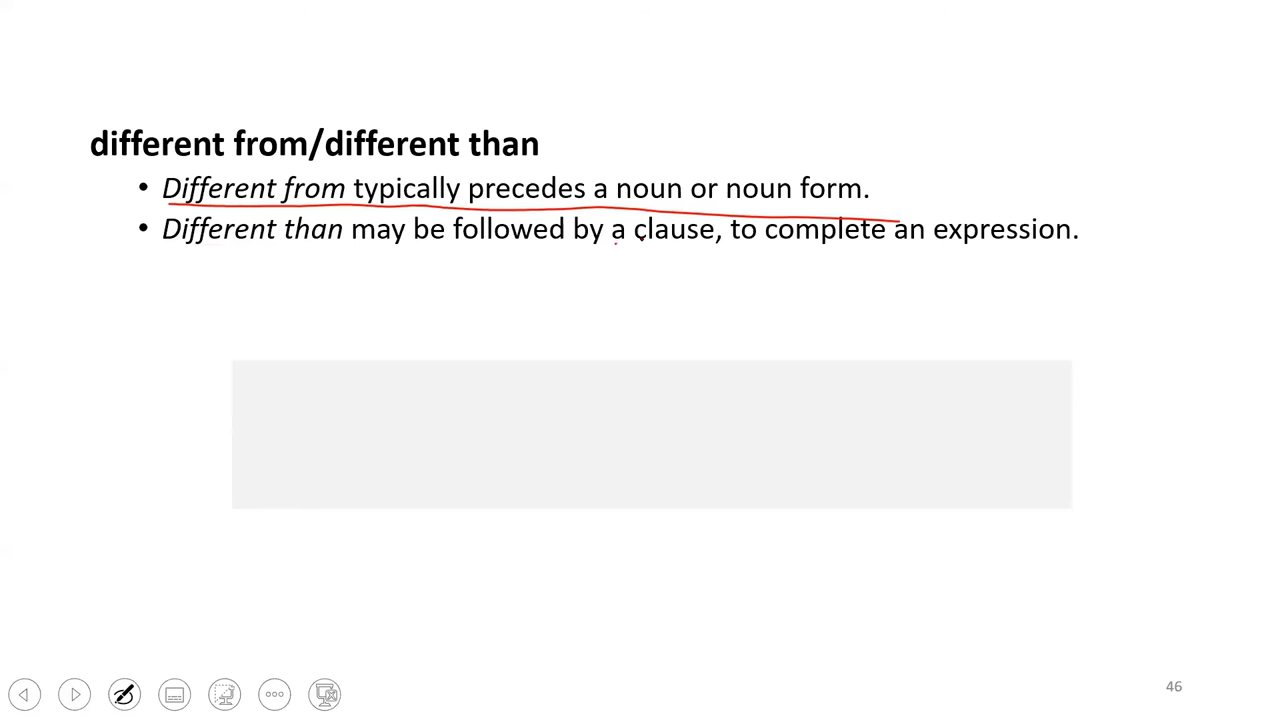 different from/different than
• Different from typically precedes a noun or noun form.
• Different than may be followed by a clause, to complete an expression.
46